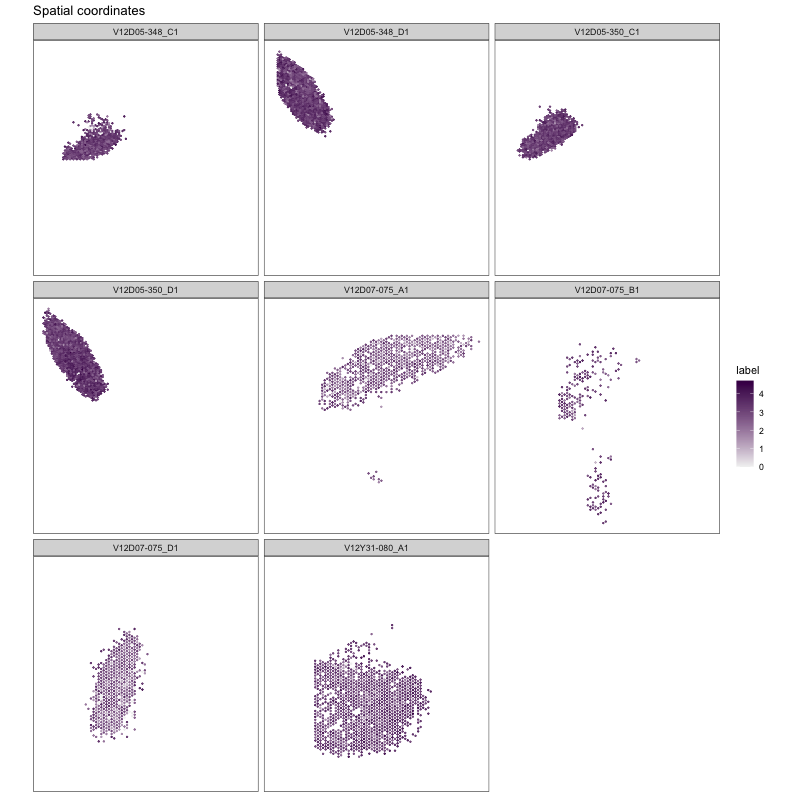 Spatial coordinates
V12D05-348_C1
V12D05-348_D1
V12D05-350_C1
V12D05-350_D1
V12D07-075_A1
V12D07-075_B1
label
4
3
2
1
0
V12D07-075_D1
V12Y31-080_A1